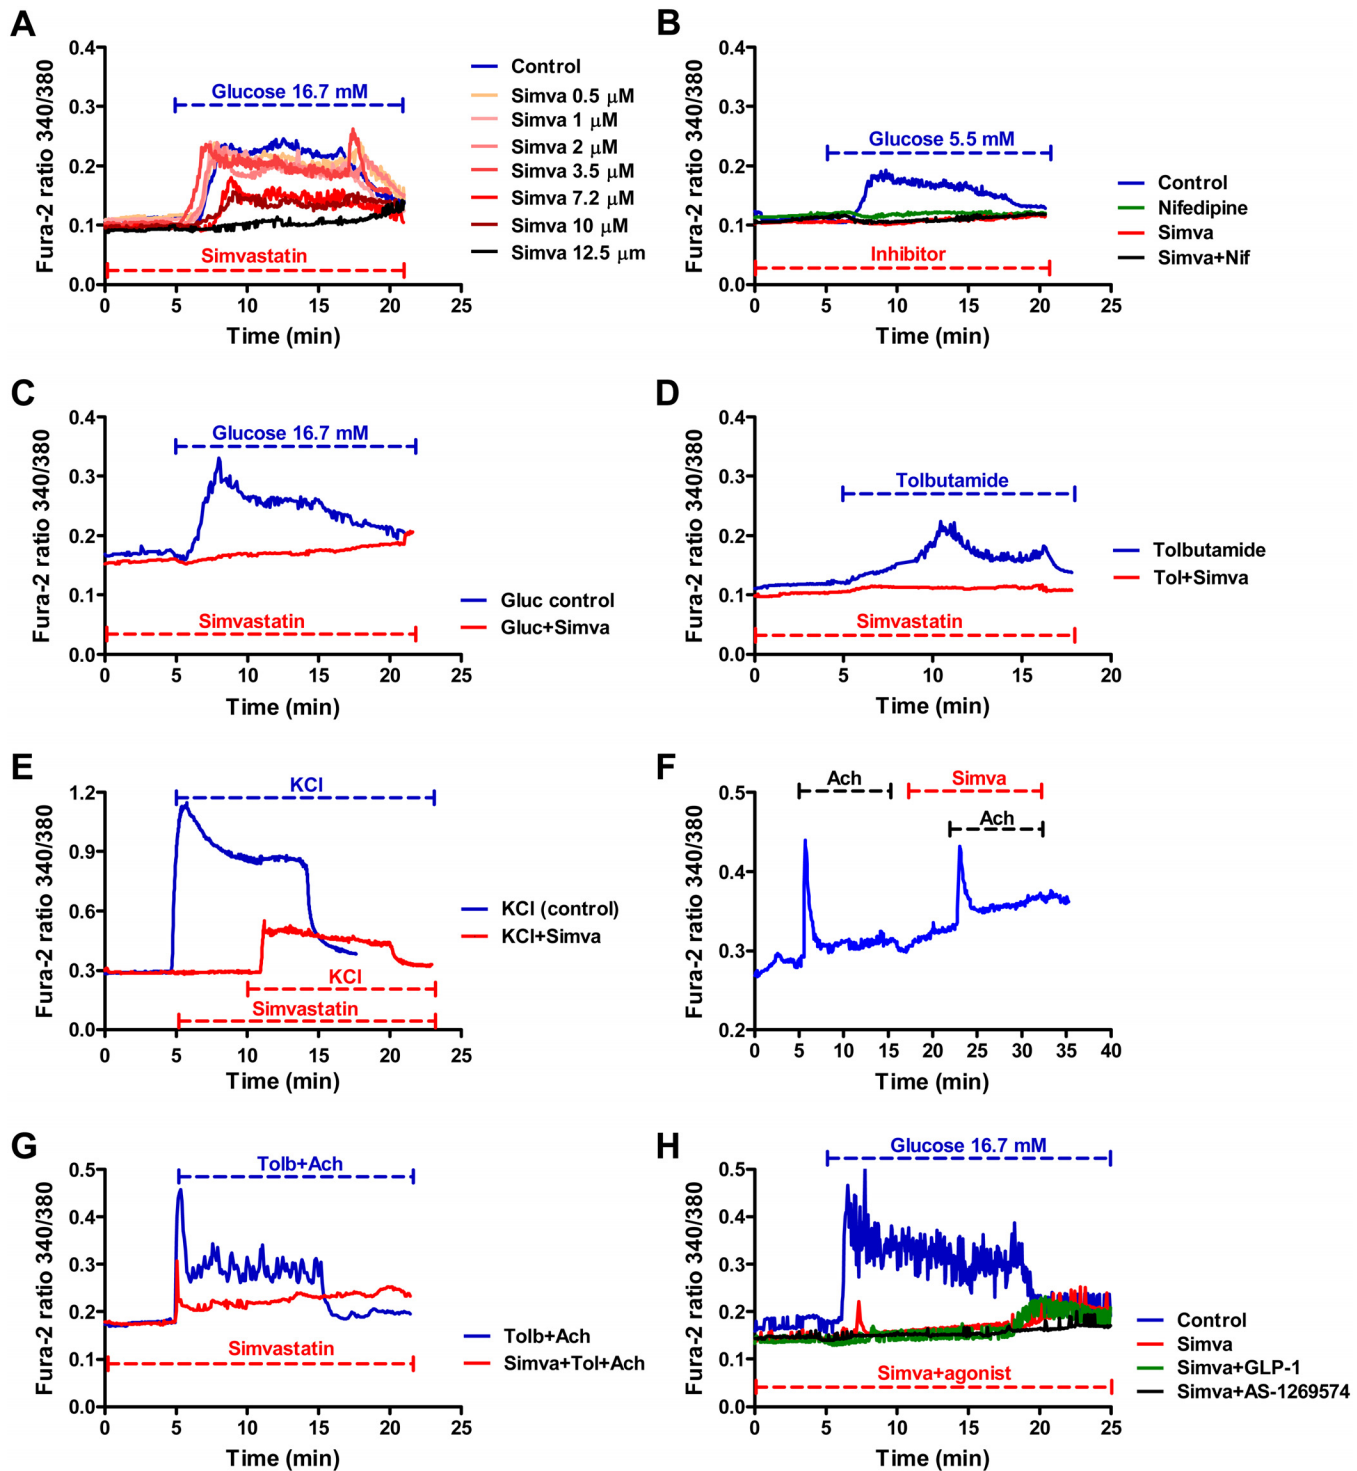 A
Fura-2 ratio 340/380
0.4
0.3
0.2
0.1
0.0
Glucose 16.7 mM
Simvastatin
0 5 10 15 20 25
Time (min)
Control
Simva 0.5 μM
Simva 1 μM
Simva 2 μM
Simva 3.5 μM
Simva 7.2 μM
Simva 10 μM
Simva 12.5 μm
B
Fura-2 ratio 340/380
0.4
0.3
0.2
0.1
0.0
Glucose 5.5 mM
Inhibitor
0 5 10 15 20 25
Time (min)
Control
Nifedipine
Simva
Simva+Nif
C
Fura-2 ratio 340/380
0.4
0.3
0.2
0.1
0.0
Glucose 16.7 mM
Simvastatin
0 5 10 15 20 25
Time (min)
Gluc control
Gluc+Simva
D
Fura-2 ratio 340/380
0.4
0.3
0.2
0.1
0.0
Tolbutamide
Simvastatin
0 5 10 15 20
Time (min)
Tolbutamide
Tol+Simva
E
Fura-2 ratio 340/380
1.2
0.9
0.6
0.3
0.0
KCl
KCl
Simvastatin
0 5 10 15 20 25
Time (min)
KCl (control)
KCl+Simva
F
Fura-2 ratio 340/380
0.5
0.4
0.3
0.2
Ach
Simva
Ach
0 5 10 15 20 25 30 35 40
Time (min)
G
Fura-2 ratio 340/380
0.5
0.4
0.3
0.2
0.1
0.0
Tolb+Ach
Simvastatin
0 5 10 15 20 25
Time (min)
Tolb+Ach
Simva+Tol+Ach
H
Fura-2 ratio 340/380
0.5
0.4
0.3
0.2
0.1
0.0
Glucose 16.7 mM
Simva+agonist
0 5 10 15 20 25
Time (min)
Control
Simva
Simva+GLP-1
Simva+AS-1269574